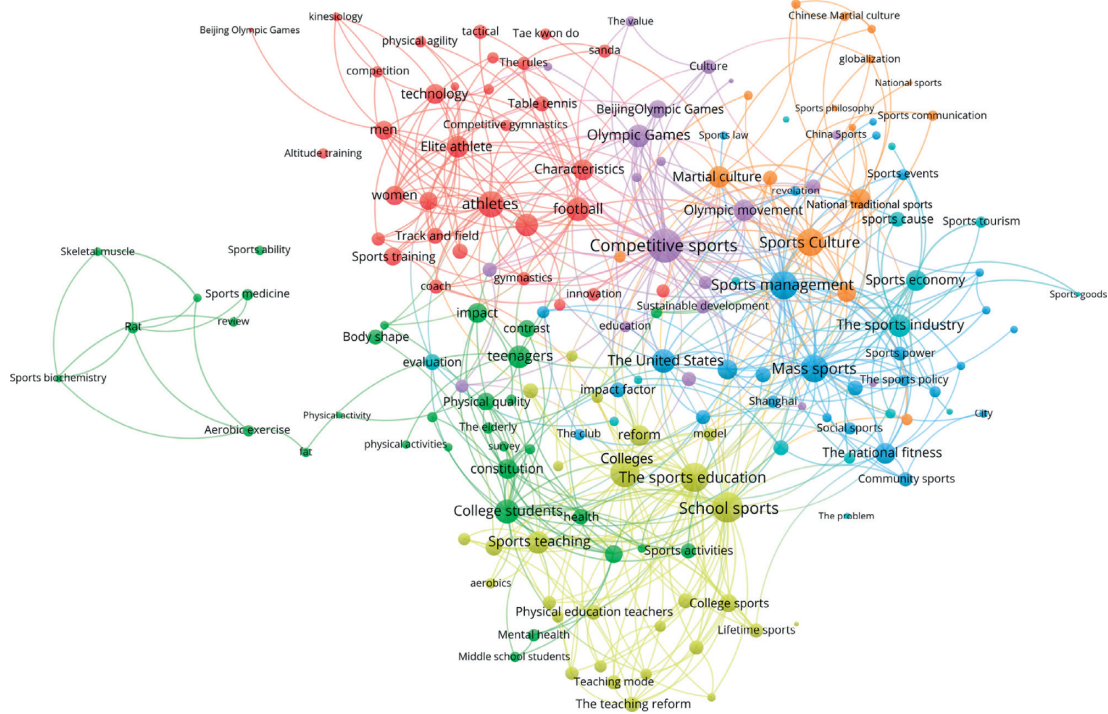 kinesiology
Chinese Martial culture
Beijing Olympic Games
The value
tactical
Tae kwon do
physical agility
sanda
globalization
The rules
competition
Culture
National sports
technology
Table tennis
BeijingOlympic Games
Sports philosophy
Sports communication
Competitive gymnastics
men
Olympic Games
Sports law
China Sports
Elite athlete
Altitude training
Characteristics
Martial culture
Sports events
revelation
women
athletes
football
Olympic movement
National traditional sports
sports cause
Sports tourism
Track and field
Competitive sports
Sports Culture
Skeletal muscle
Sports ability
Sports training
gymnastics
Sports management
Sports economy
coach
innovation
Sports medicine
Sustainable development
Sports goods
impact
Rat
review
contrast
education
The sports industry
Body shape
teenagers
evaluation
The United States
Mass sports
Sports power
Sports biochemistry
The sports policy
impact factor
Physical quality
Shanghai
Physical activity
City
The elderly
Aerobic exercise
Social sports
The club
reform
model
physical activities
survey
fat
Colleges
The national fitness
constitution
The sports education
Community sports
College students
School sports
health
The problem
Sports teaching
Sports activities
aerobics
College sports
Physical education teachers
Lifetime sports
Mental health
Middle school students
Teaching mode
The teaching reform